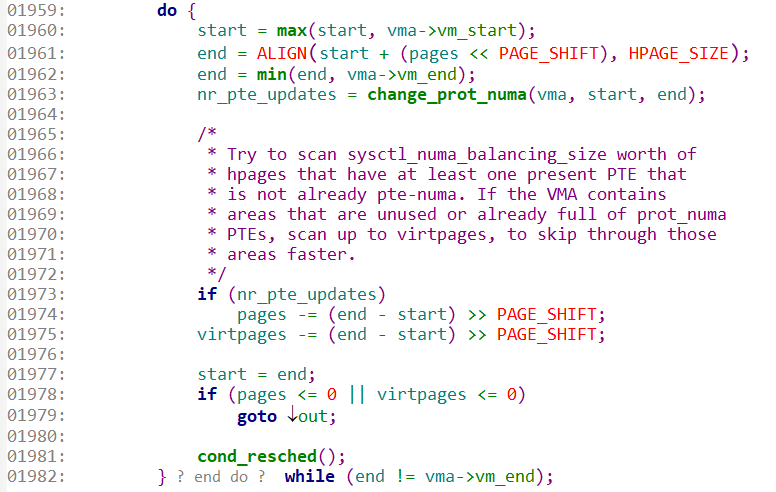 01959: do {
01960: start = max(start, vma->vm_start);
01961: end = ALIGN(start + (pages << PAGE_SHIFT), HPAGE_SIZE);
01962: end = min(end, vma->vm_end);
01963: nr_pte_updates = change_prot_numa(vma, start, end);
01964:
01965: /*
01966: * Try to scan sysctl_numa_balancing_size worth of
01967: * hpages that have at least one present PTE that
01968: * is not already pte-numa. If the VMA contains
01969: * areas that are unused or already full of prot_numa
01970: * PTEs, scan up to virtpages, to skip through those
01971: * areas faster.
01972: */
01973: if (nr_pte_updates)
01974: pages -= (end - start) >> PAGE_SHIFT;
01975: virtpages -= (end - start) >> PAGE_SHIFT;
01976:
01977: start = end;
01978: if (pages <= 0 || virtpages <= 0)
01979: goto ↓out;
01980:
01981: cond_resched();
01982: } ? end do ? while (end != vma->vm_end);